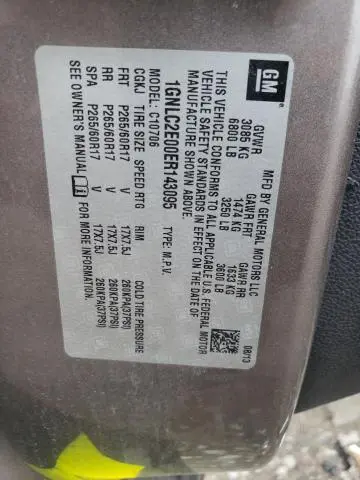 GM
MFD BY GENERAL MOTORS LLC 08/13
GVWR GAWR FRT GAWR RR
3085 KG 1474 KG 1633 KG
6800 LB 3250 LB 3600 LB
THIS VEHICLE CONFORMS TO ALL APPLICABLE U.S. FEDERAL MOTOR
VEHICLE SAFETY STANDARDS IN EFFECT ON THE DATE OF
MANUFACTURE SHOWN ABOVE.
1GNLC2E00ER143095 TYPE: M.P.V.
MODEL: C10706
CGKJ TIRE SIZE SPEED RTG RIM COLD TIRE PRESSURE
FRT P265/60R17 V 17X7.5J 260KPA(37PSI)
RR P265/60R17 V 17X7.5J 260KPA(37PSI)
SPA P265/60R17 V 17X7.5J 260KPA(37PSI)
SEE OWNER'S MANUAL